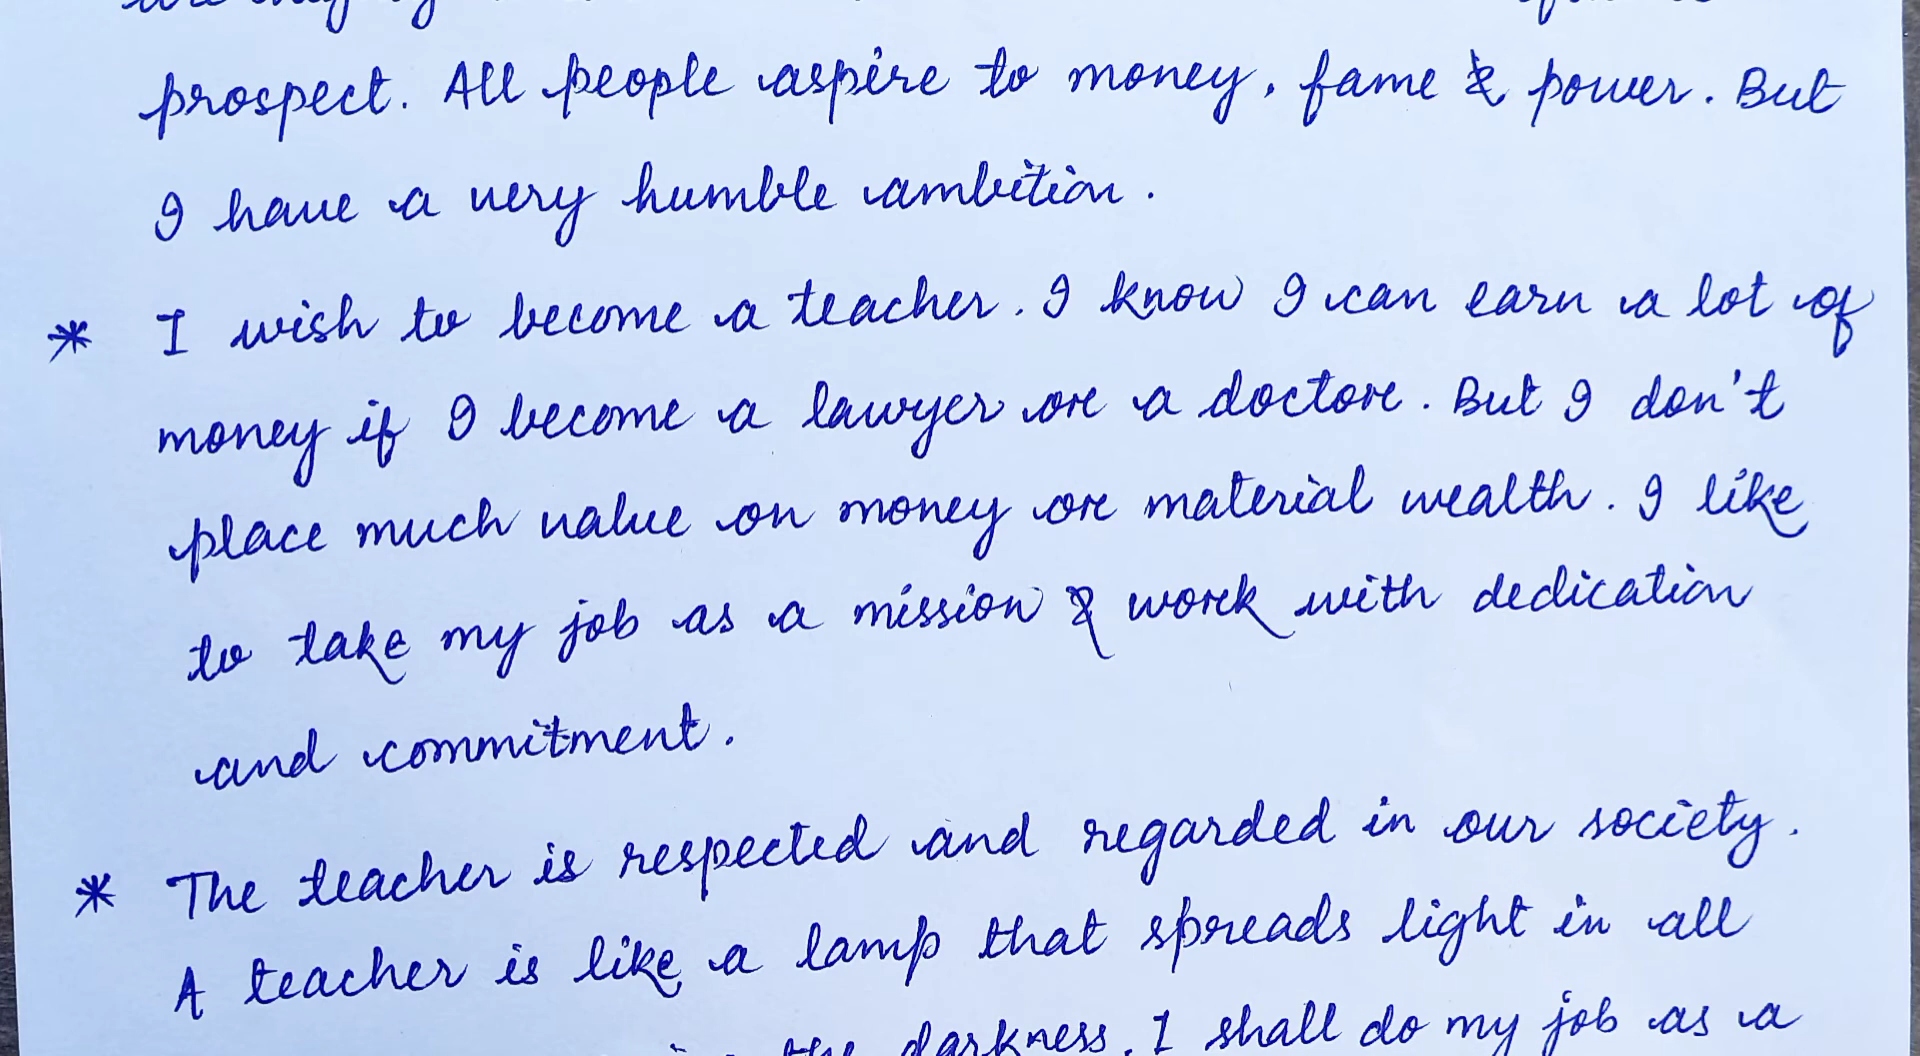 prospect. All people aspire to money, fame & power. But
I have a very humble ambition.
* I wish to become a teacher. I know I can earn a lot of
money if I become a lawyer or a doctor. But I don't
place much value on money or material wealth. I like
to take my job as a mission & work with dedication
and commitment.
* The teacher is respected and regarded in our society.
A teacher is like a lamp that spreads light in all
the darkness. I shall do my job as a